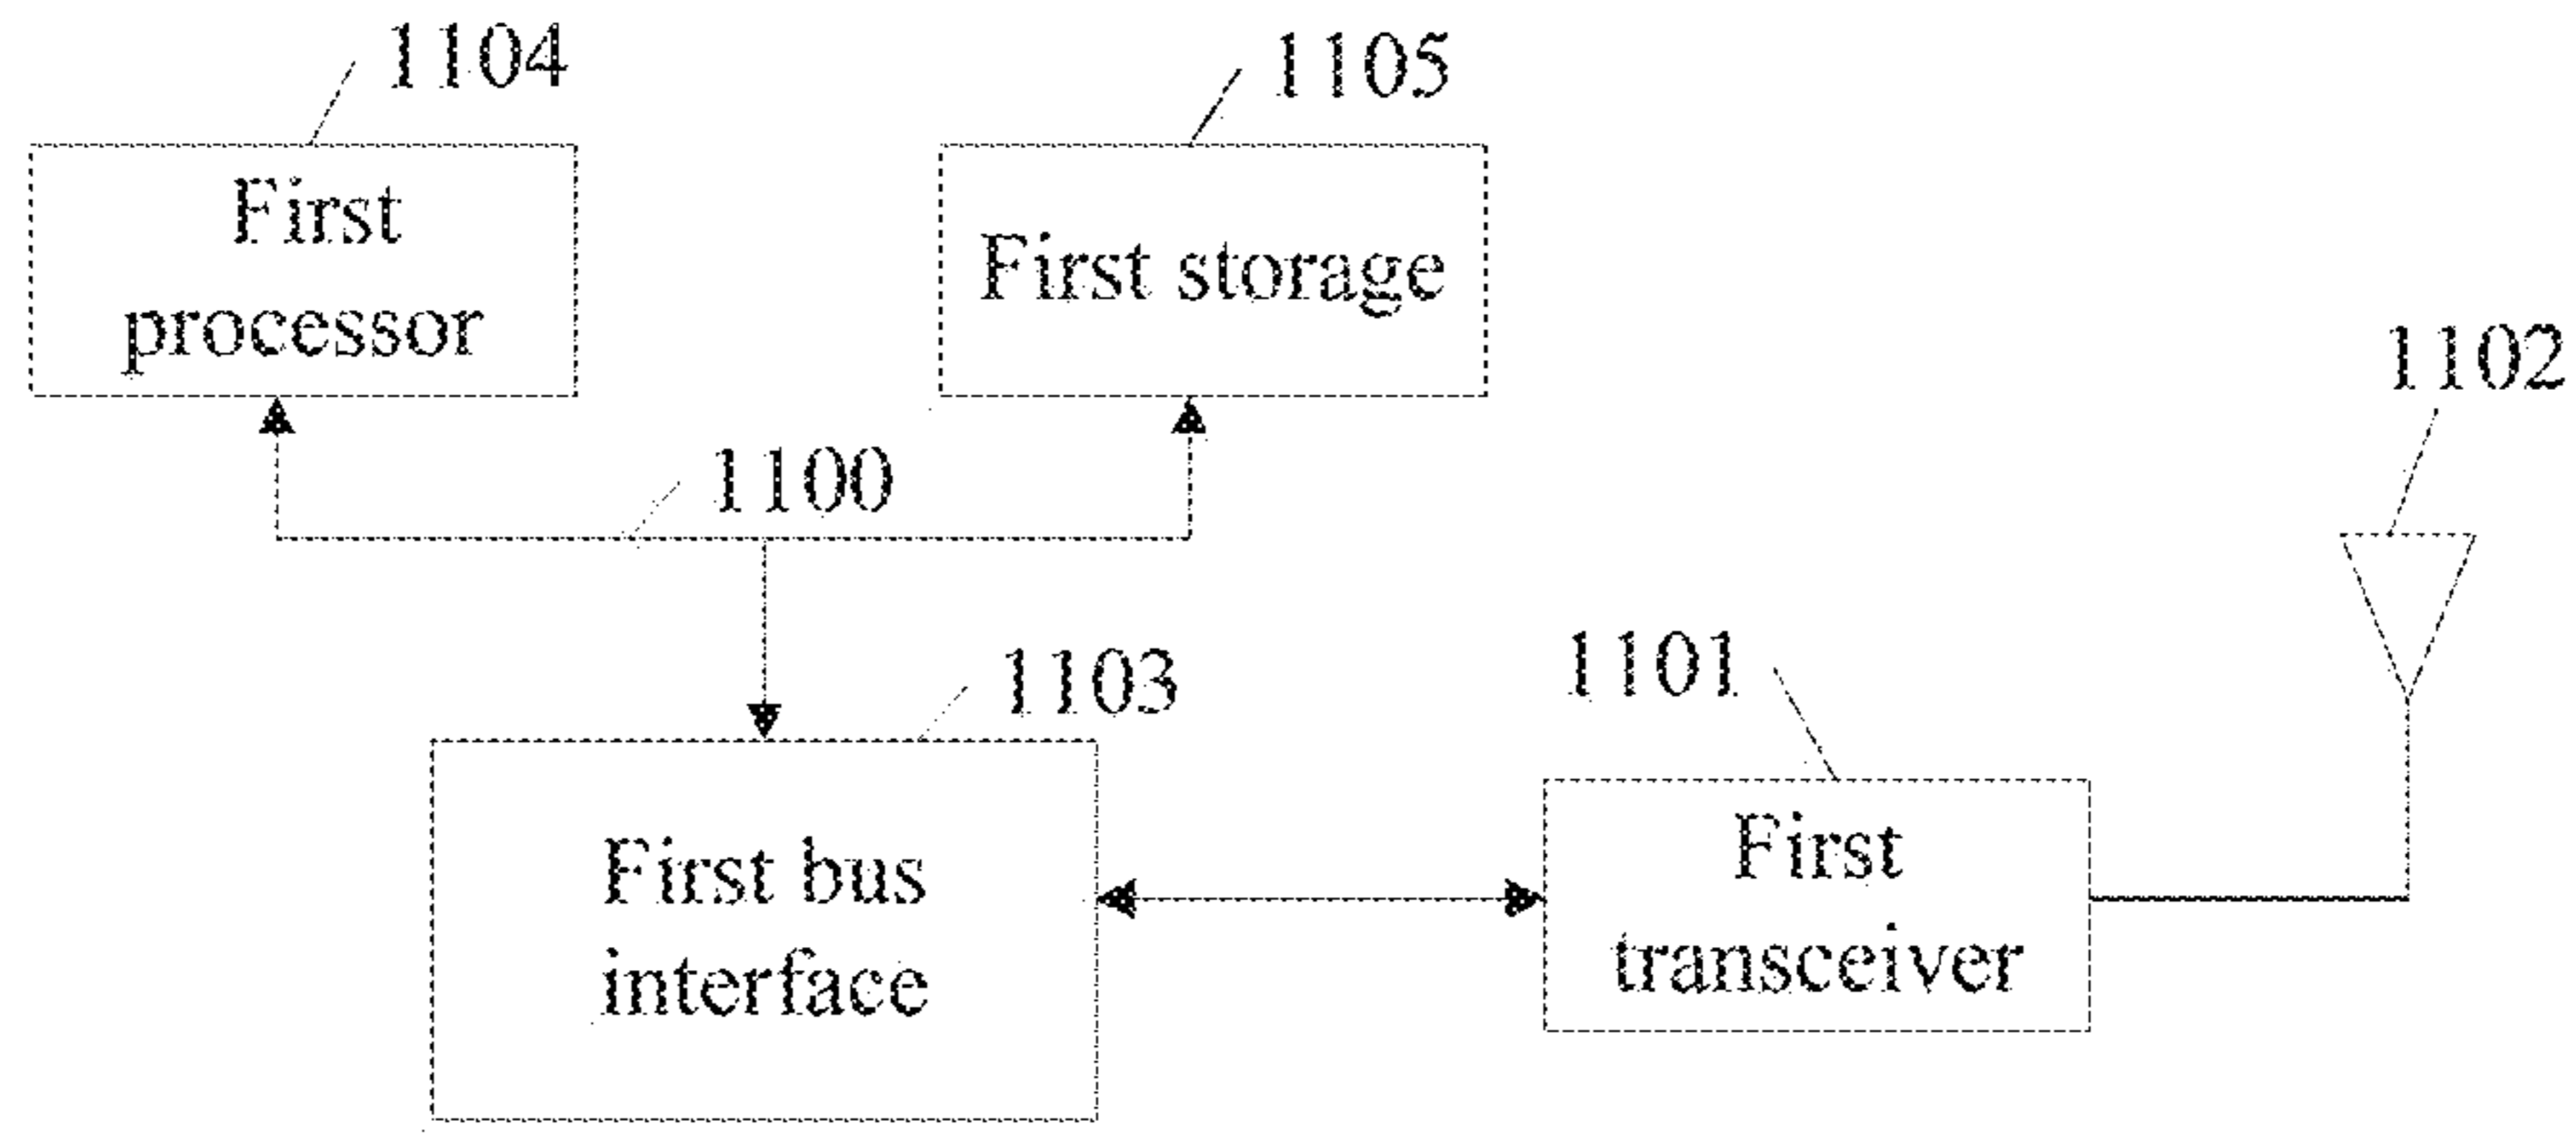 1104
1105
First
processor
First storage
1102
1100
1103
1101
First bus
interface
First
transceiver